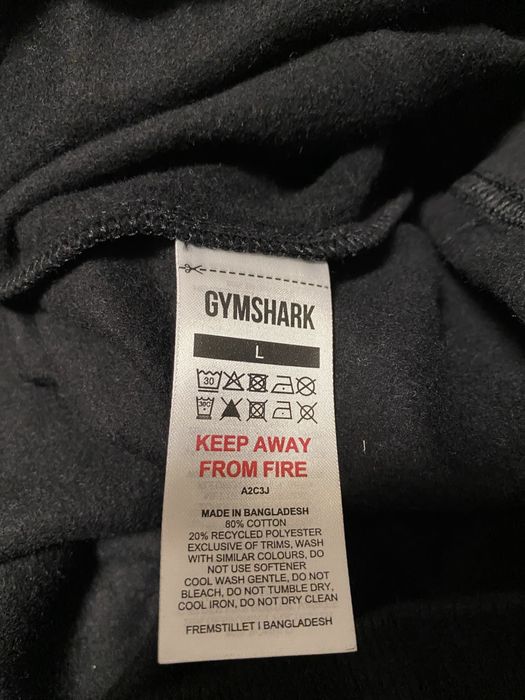 GYMSHARK
L
30
30C
KEEP AWAY
FROM FIRE
A2C3J
MADE IN BANGLADESH
80% COTTON
20% RECYCLED POLYESTER
EXCLUSIVE OF TRIMS, WASH
WITH SIMILAR COLOURS, DO
NOT USE SOFTENER
COOL WASH GENTLE, DO NOT
BLEACH, DO NOT TUMBLE DRY,
COOL IRON, DO NOT DRY CLEAN
FREMSTILLET I BANGLADESH